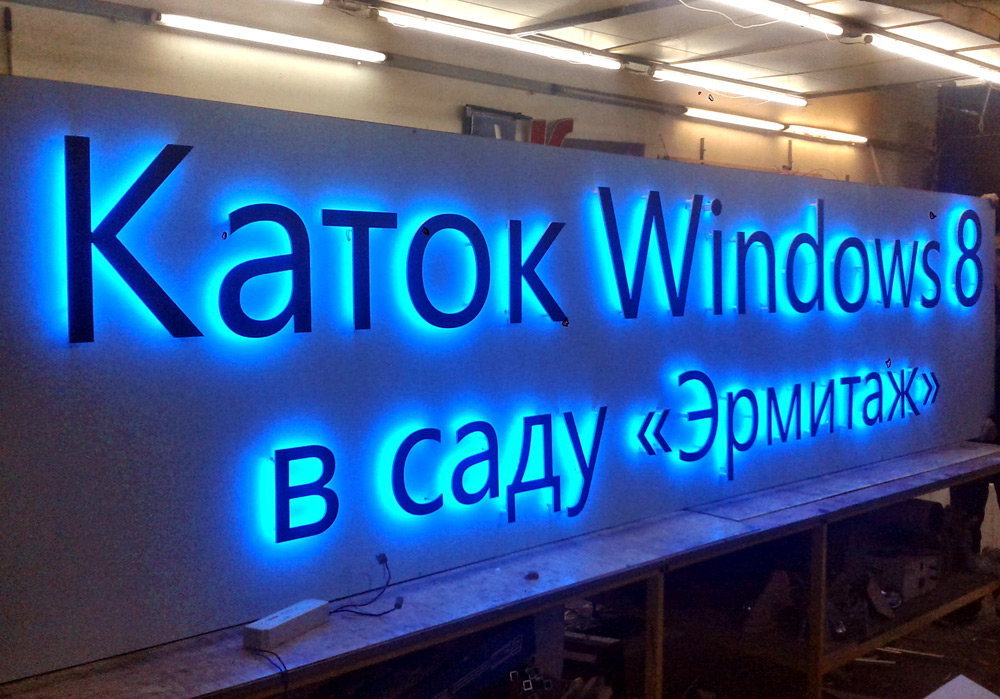 Каток Windows 8
в саду «Эрмитаж»